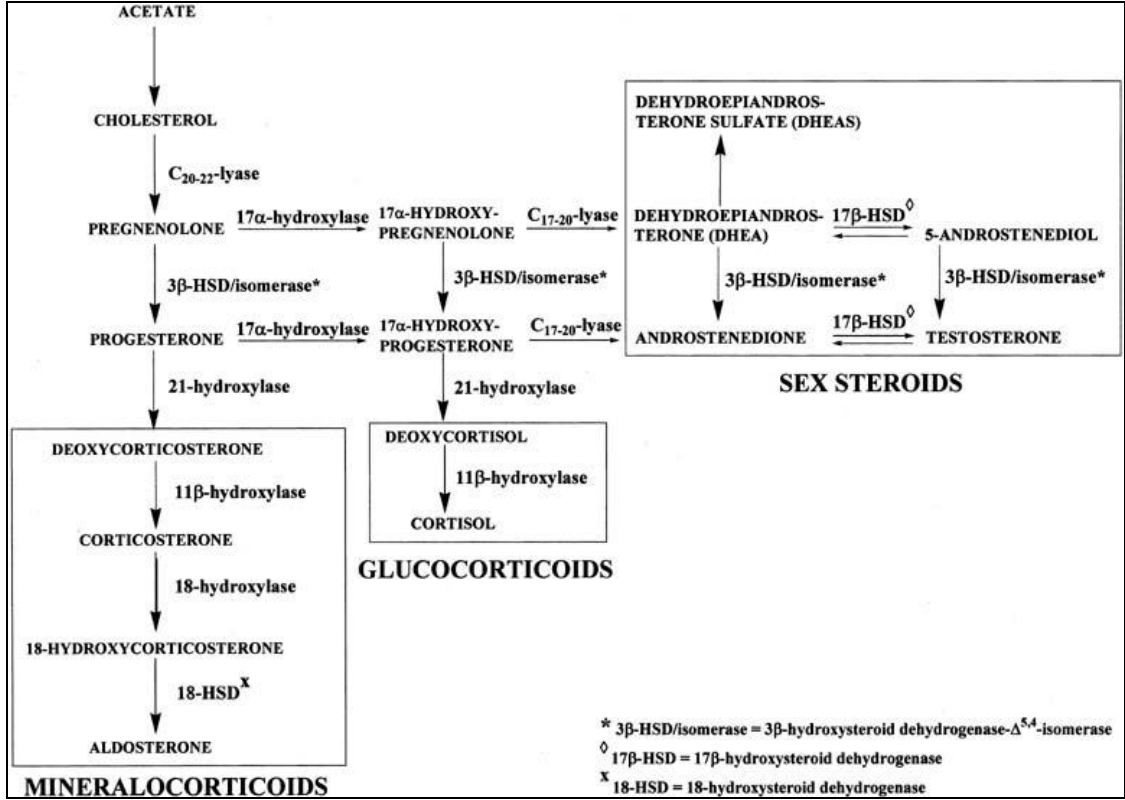 ACETATE
CHOLESTEROL
C20-22-lyase
PREGNENOLONE
17α-hydroxylase
17α-HYDROXY-
PREGNENOLONE
C17-20-lyase
DEHYDROEPIANDROS-
TERONE SULFATE (DHEAS)
DEHYDROEPIANDROS-
TERONE (DHEA)
17β-HSD◊
5-ANDROSTENEDIOL
3β-HSD/isomerase*
3β-HSD/isomerase*
3β-HSD/isomerase*
3β-HSD/isomerase*
PROGESTERONE
17α-hydroxylase
17α-HYDROXY-
PROGESTERONE
C17-20-lyase
ANDROSTENEDIONE
17β-HSD◊
TESTOSTERONE
SEX STEROIDS
21-hydroxylase
21-hydroxylase
DEOXYCORTICOSTERONE
11β-hydroxylase
CORTICOSTERONE
18-hydroxylase
18-HYDROXYCORTICOSTERONE
18-HSDx
ALDOSTERONE
MINERALOCORTICOIDS
DEOXYCORTISOL
11β-hydroxylase
CORTISOL
GLUCOCORTICOIDS
* 3β-HSD/isomerase = 3β-hydroxysteroid dehydrogenase-Δ5,4-isomerase
◊ 17β-HSD = 17β-hydroxysteroid dehydrogenase
x 18-HSD = 18-hydroxysteroid dehydrogenase